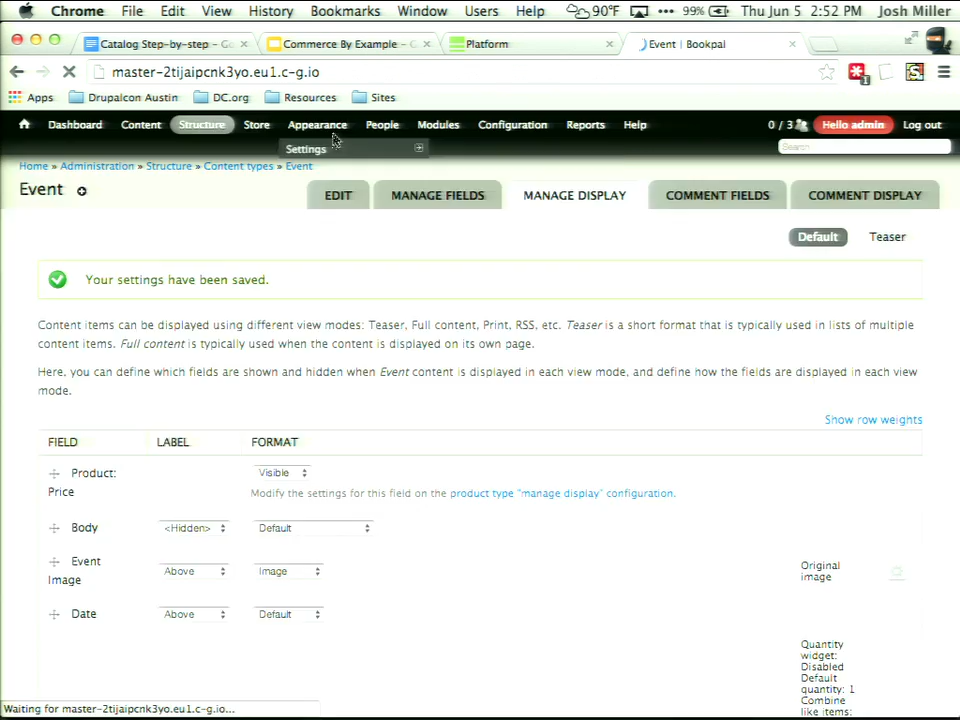 Chrome File Edit View History Bookmarks Window Users Help 90°F 99% Thu Jun 5 2:52 PM Josh Miller
Catalog Step-by-step - Go Commerce By Example - C Platform Event | Bookpal
master-2tijaipcnk3yo.eu1.c-g.io 1
Apps Drupalcon Austin DC.org Resources Sites
Dashboard Content Structure Store Appearance People Modules Configuration Reports Help 0 / 3 Hello admin Log out
Settings Search
Home » Administration » Structure » Content types » Event
Event EDIT MANAGE FIELDS MANAGE DISPLAY COMMENT FIELDS COMMENT DISPLAY
Default Teaser
Your settings have been saved.
Content items can be displayed using different view modes: Teaser, Full content, Print, RSS, etc. Teaser is a short format that is typically used in lists of multiple
content items. Full content is typically used when the content is displayed on its own page.
Here, you can define which fields are shown and hidden when Event content is displayed in each view mode, and define how the fields are displayed in each view
mode.
Show row weights
FIELD LABEL FORMAT
Product: Visible
Price Modify the settings for this field on the product type "manage display" configuration.
Body <Hidden> Default
Event Above Image Original
Image image
Date Above Default
Quantity
widget:
Disabled
Default
quantity: 1
Combine
like items:
Waiting for master-2tijaipcnk3yo.eu1.c-g.io...